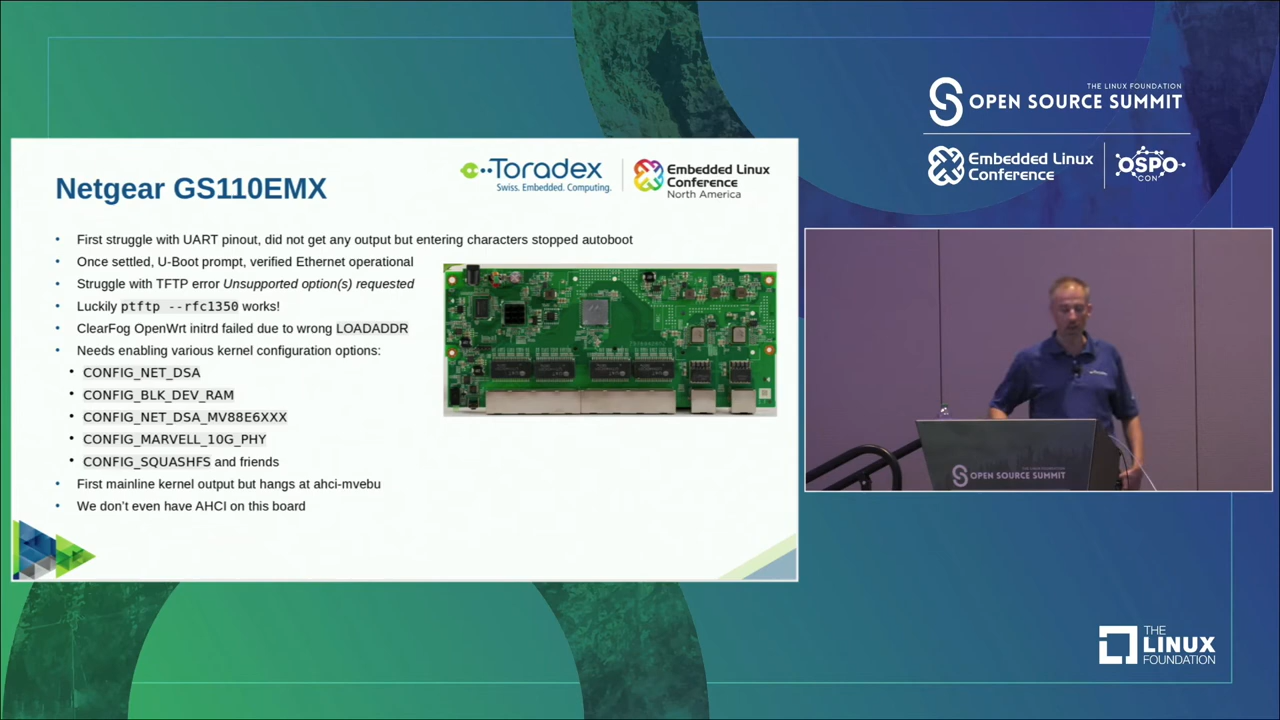 THE LINUX FOUNDATION
OPEN SOURCE SUMMIT
Embedded Linux
Conference
OSPO
CON
Toradex
Swiss. Embedded. Computing.
Embedded Linux
Conference
North America
Netgear GS110EMX
• First struggle with UART pinout, did not get any output but entering characters stopped autoboot
• Once settled, U-Boot prompt, verified Ethernet operational
• Struggle with TFTP error Unsupported option(s) requested
• Luckily ptftp --rfc1350 works!
• ClearFog OpenWrt initrd failed due to wrong LOADADDR
• Needs enabling various kernel configuration options:
• CONFIG_NET_DSA
• CONFIG_BLK_DEV_RAM
• CONFIG_NET_DSA_MV88E6XXX
• CONFIG_MARVELL_10G_PHY
• CONFIG_SQUASHFS and friends
• First mainline kernel output but hangs at ahci-mvebu
• We don't even have AHCI on this board
OPEN SOURCE SUMMIT
THE
LINUX
FOUNDATION